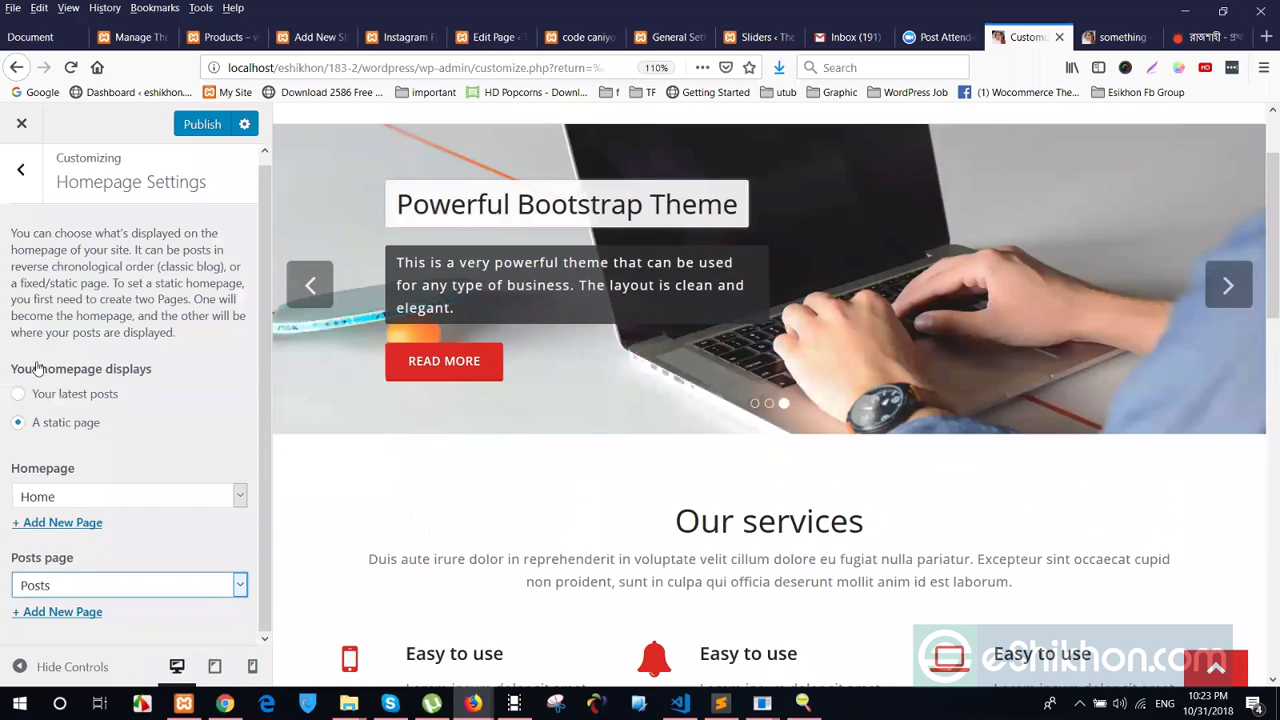 File Edit View History Bookmarks Tools Help
Document
Manage The
Products –
Add New S
Instagram F
Edit Page
code caniyo
General Sett
Sliders ‹ The
Inbox (191)
Post Attend
Customiz
something
রাজশাহী -
localhost/eshikhon/183-2/wordpress/wp-admin/customize.php?return=%
110%
Search
Google
Dashboard ‹ eshikhon...
My Site
Download 2586 Free ...
important
HD Popcorns - Downl...
f
TF
Getting Started
utub
Graphic
WordPress Job
(1) Wocommerce The...
Esikhon Fb Group
Publish
Customizing
Homepage Settings
You can choose what's displayed on the
homepage of your site. It can be posts in
reverse chronological order (classic blog), or
a fixed/static page. To set a static homepage,
you first need to create two Pages. One will
become the homepage, and the other will be
where your posts are displayed.
Your homepage displays
Your latest posts
A static page
Homepage
Home
+ Add New Page
Posts page
Posts
+ Add New Page
Hide Controls
Powerful Bootstrap Theme
This is a very powerful theme that can be used
for any type of business. The layout is clean and
elegant.
READ MORE
Our services
Duis aute irure dolor in reprehenderit in voluptate velit cillum dolore eu fugiat nulla pariatur. Excepteur sint occaecat cupid
non proident, sunt in culpa qui officia deserunt mollit anim id est laborum.
Easy to use
Easy to use
Easy to use
eShikhon.com
10:23 PM
ENG
10/31/2018